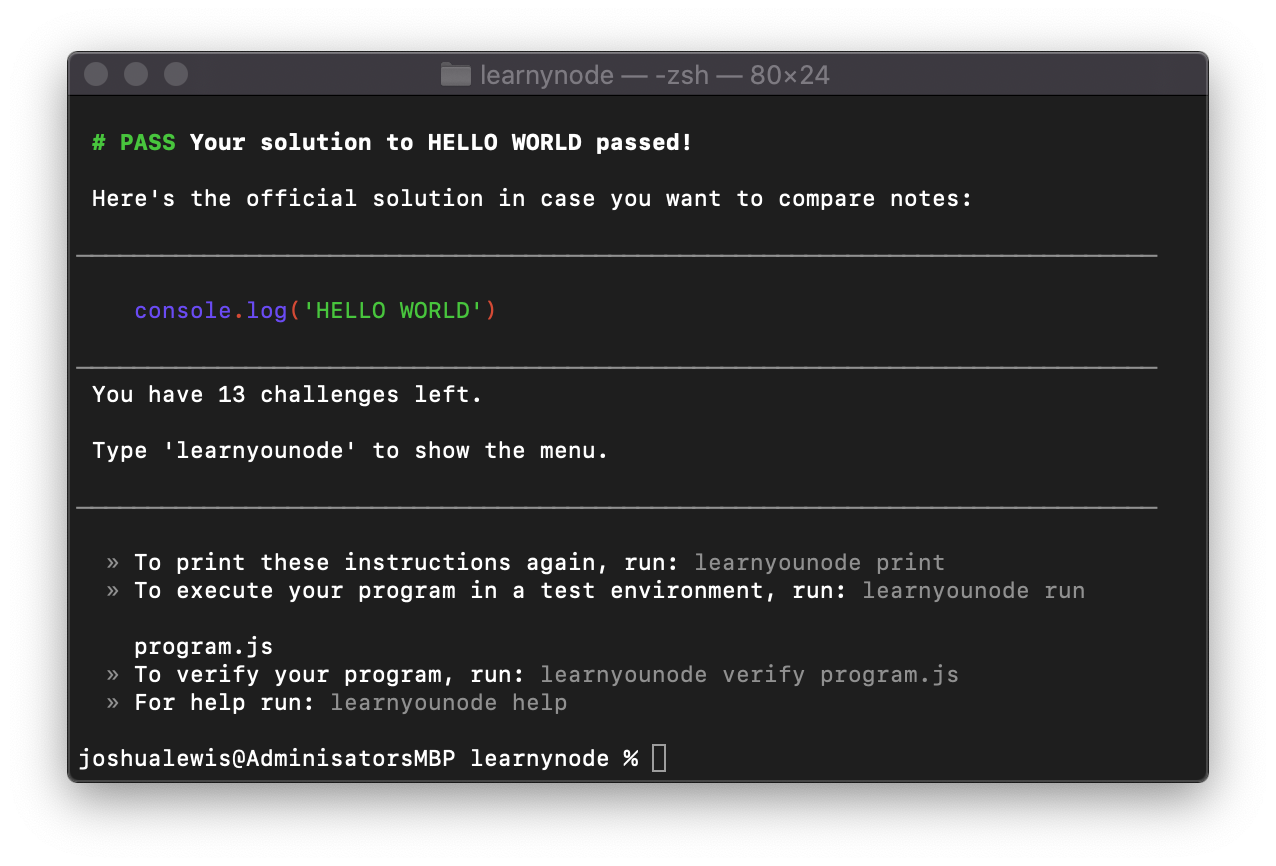 learnynode — -zsh — 80×24
# PASS Your solution to HELLO WORLD passed!
Here's the official solution in case you want to compare notes:
console.log('HELLO WORLD')
You have 13 challenges left.
Type 'learnyounode' to show the menu.
» To print these instructions again, run: learnyounode print
» To execute your program in a test environment, run: learnyounode run
program.js
» To verify your program, run: learnyounode verify program.js
» For help run: learnyounode help
joshualewis@AdminisatorsMBP learnynode %